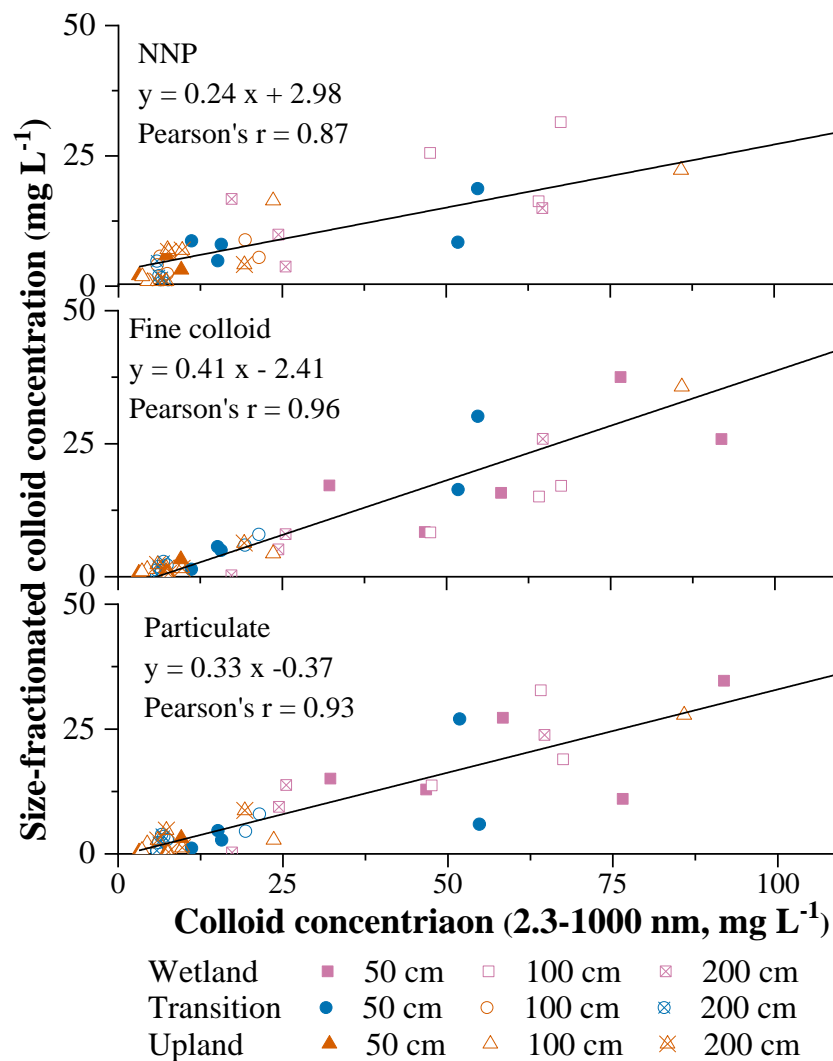 Size-fractionated colloid concentration (mg L⁻¹)
50
NNP
y = 0.24 x + 2.98
Pearson's r = 0.87
25
0
50
Fine colloid
y = 0.41 x - 2.41
Pearson's r = 0.96
25
0
50
Particulate
y = 0.33 x -0.37
Pearson's r = 0.93
25
0
0 25 50 75 100
Colloid concentriaon (2.3-1000 nm, mg L⁻¹)
Wetland 50 cm 100 cm 200 cm
Transition 50 cm 100 cm 200 cm
Upland 50 cm 100 cm 200 cm